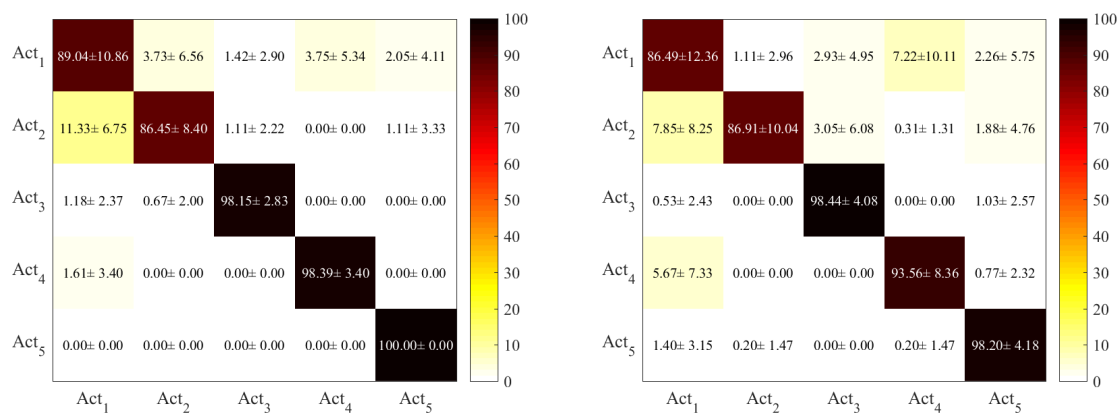 Act1 89.04±10.86 3.73± 6.56 1.42± 2.90 3.75± 5.34 2.05± 4.11
Act2 11.33± 6.75 86.45± 8.40 1.11± 2.22 0.00± 0.00 1.11± 3.33
Act3 1.18± 2.37 0.67± 2.00 98.15± 2.83 0.00± 0.00 0.00± 0.00
Act4 1.61± 3.40 0.00± 0.00 0.00± 0.00 98.39± 3.40 0.00± 0.00
Act5 0.00± 0.00 0.00± 0.00 0.00± 0.00 0.00± 0.00 100.00± 0.00
Act1 Act2 Act3 Act4 Act5
100
90
80
70
60
50
40
30
20
10
0
Act1 86.49±12.36 1.11± 2.96 2.93± 4.95 7.22±10.11 2.26± 5.75
Act2 7.85± 8.25 86.91±10.04 3.05± 6.08 0.31± 1.31 1.88± 4.76
Act3 0.53± 2.43 0.00± 0.00 98.44± 4.08 0.00± 0.00 1.03± 2.57
Act4 5.67± 7.33 0.00± 0.00 0.00± 0.00 93.56± 8.36 0.77± 2.32
Act5 1.40± 3.15 0.20± 1.47 0.00± 0.00 0.20± 1.47 98.20± 4.18
Act1 Act2 Act3 Act4 Act5
100
90
80
70
60
50
40
30
20
10
0